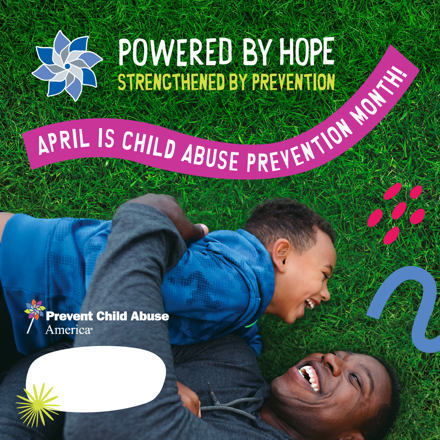 POWERED BY HOPE
STRENGTHENED BY PREVENTION
APRIL IS CHILD ABUSE PREVENTION MONTH!
Prevent Child Abuse
America